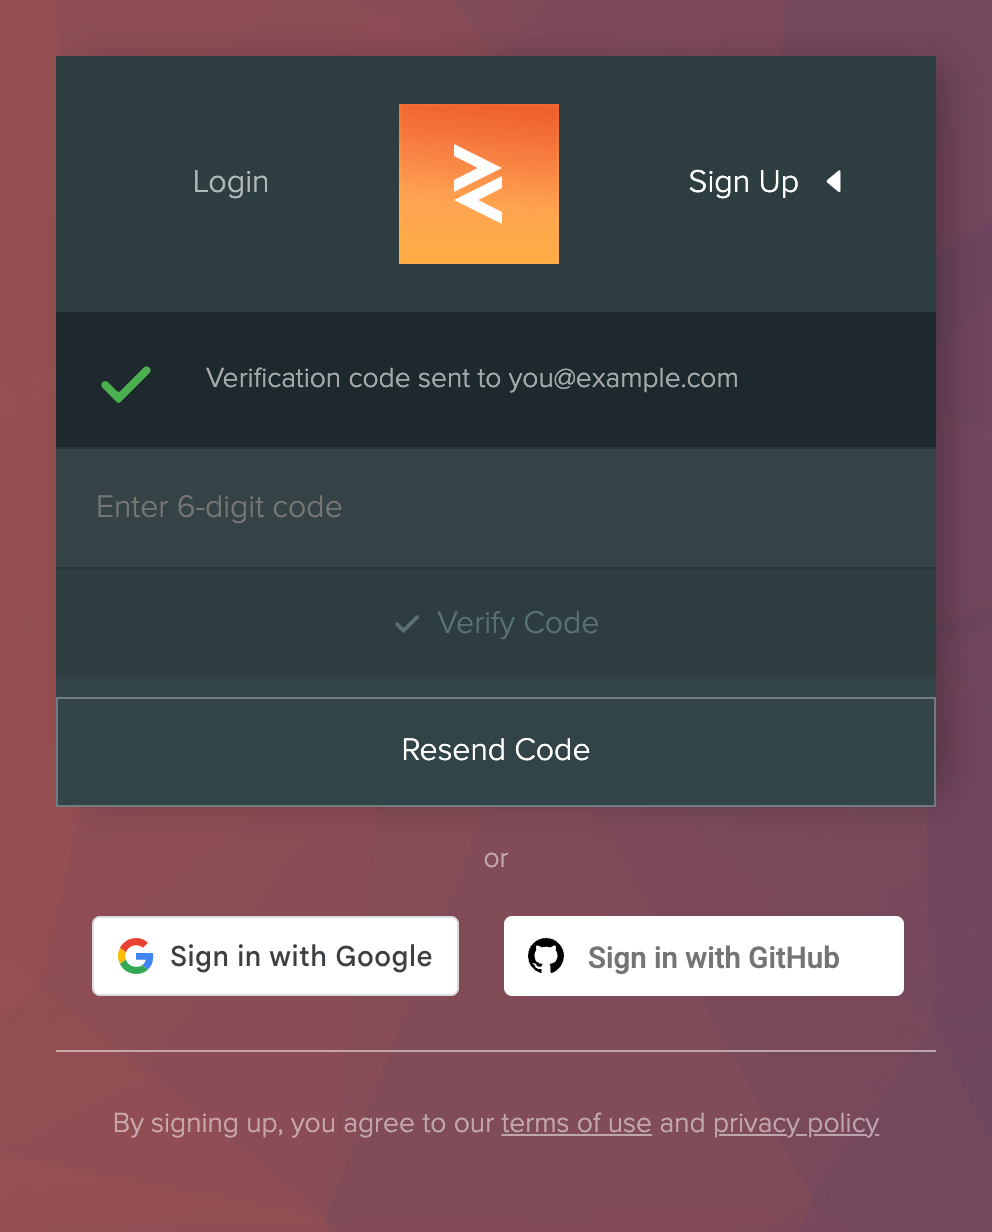 Login
Sign Up
Verification code sent to you@example.com
Enter 6-digit code
Verify Code
Resend Code
or
Sign in with Google
Sign in with GitHub
By signing up, you agree to our terms of use and privacy policy